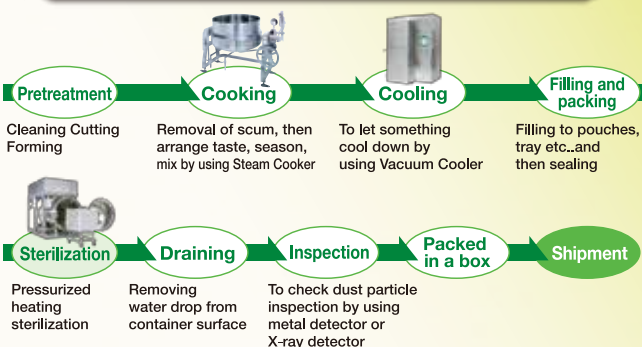 Pretreatment
Cooking
Cooling
Filling and
packing
Cleaning Cutting
Forming
Removal of scum, then
arrange taste, season,
mix by using Steam Cooker
To let something
cool down by
using Vacuum Cooler
Filling to pouches,
tray etc..and
then sealing
Sterilization
Draining
Inspection
Packed
in a box
Shipment
Pressurized
heating
sterilization
Removing
water drop from
container surface
To check dust particle
inspection by using
metal detector or
X-ray detector